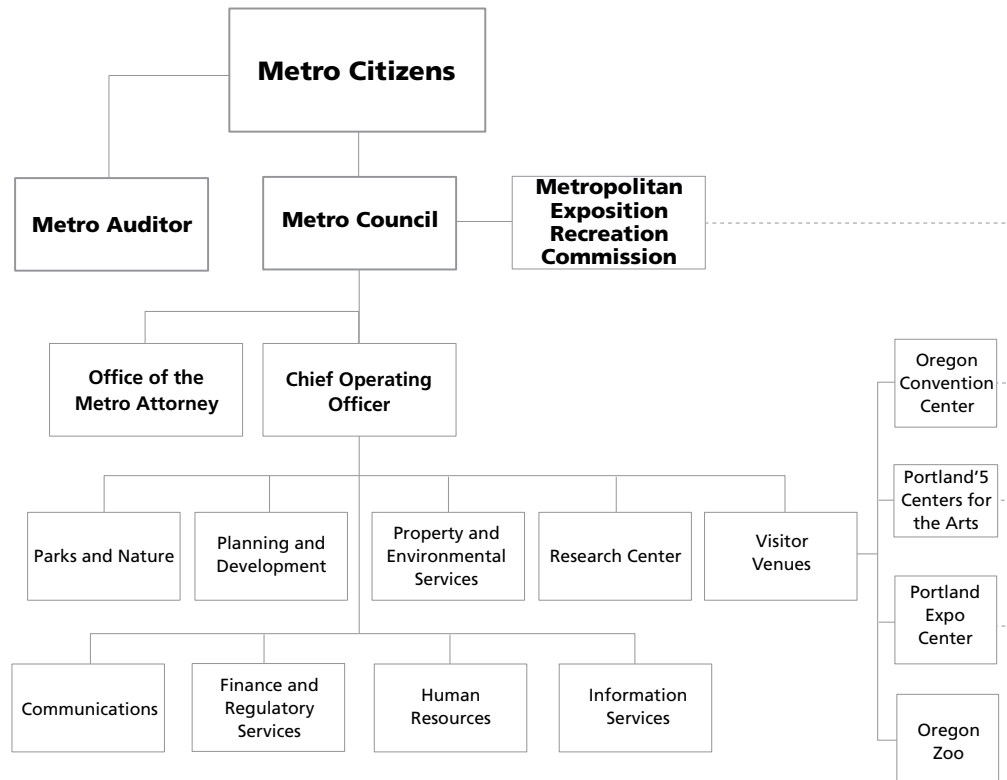 Metro Citizens
Metro Auditor
Metro Council
Metropolitan
Exposition
Recreation
Commission
Office of the
Metro Attorney
Chief Operating
Officer
Oregon
Convention
Center
Portland'5
Centers for
the Arts
Portland
Expo
Center
Oregon
Zoo
Parks and Nature
Planning and
Development
Property and
Environmental
Services
Research Center
Visitor
Venues
Communications
Finance and
Regulatory
Services
Human
Resources
Information
Services